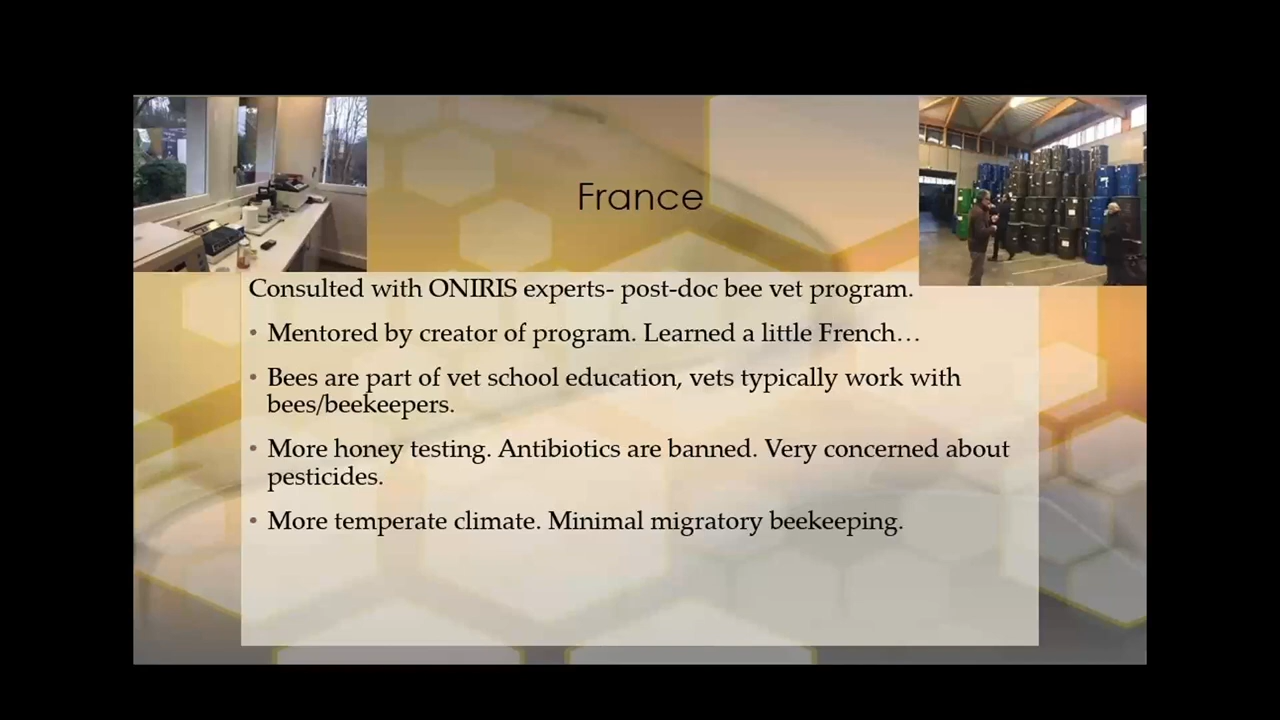 France
Consulted with ONIRIS experts- post-doc bee vet program.
• Mentored by creator of program. Learned a little French…
• Bees are part of vet school education, vets typically work with
bees/beekeepers.
• More honey testing. Antibiotics are banned. Very concerned about
pesticides.
• More temperate climate. Minimal migratory beekeeping.